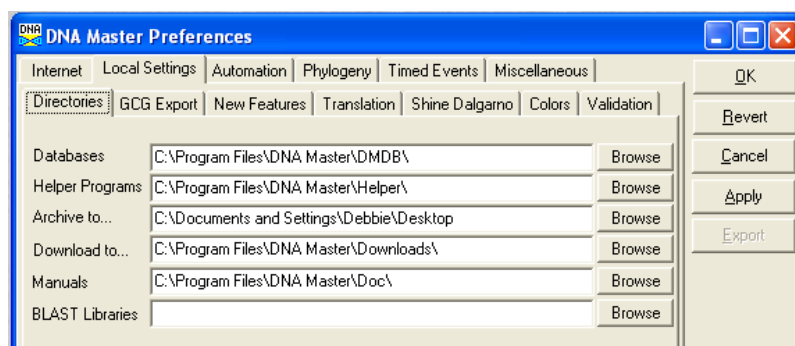 DNA DNA Master Preferences
Internet Local Settings Automation Phylogeny Timed Events Miscellaneous
Directories GCG Export New Features Translation Shine Dalgarno Colors Validation
Databases C:\Program Files\DNA Master\DMDB\ Browse
Helper Programs C:\Program Files\DNA Master\Helper\ Browse
Archive to... C:\Documents and Settings\Debbie\Desktop Browse
Download to... C:\Program Files\DNA Master\Downloads\ Browse
Manuals C:\Program Files\DNA Master\Doc\ Browse
BLAST Libraries Browse
OK
Revert
Cancel
Apply
Export